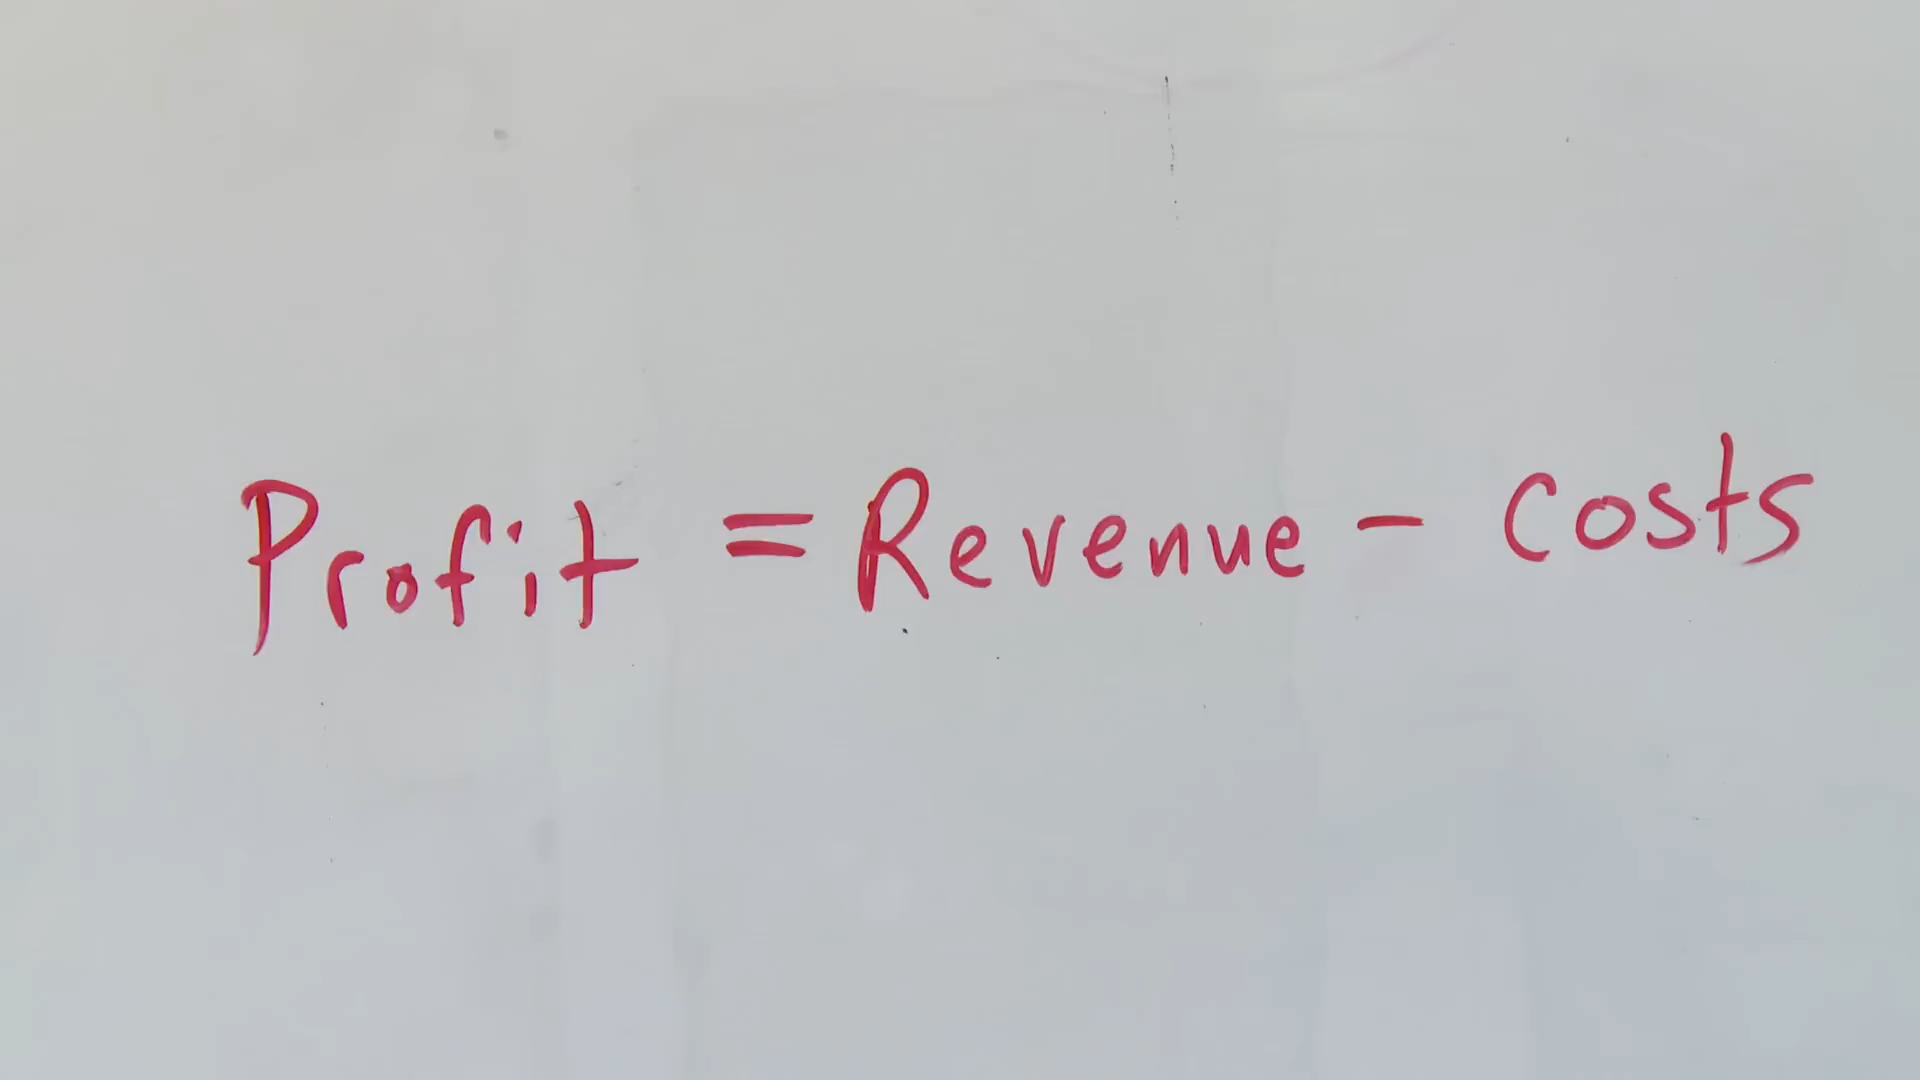 Profit = Revenue - costs